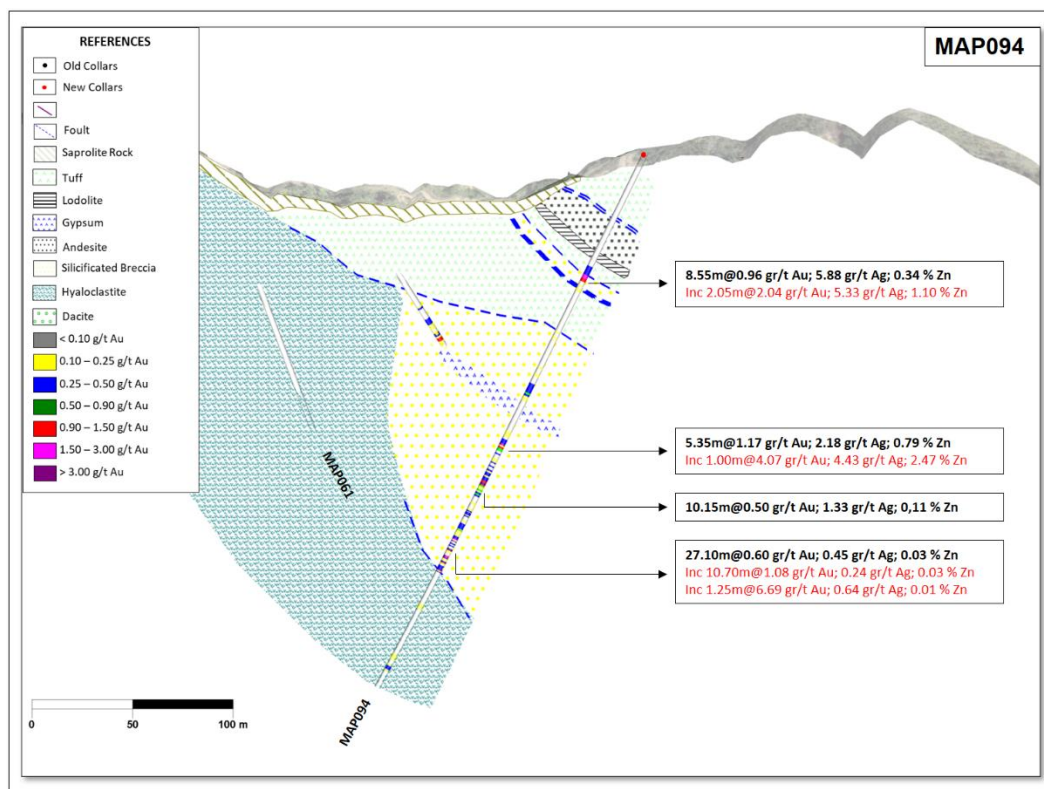 MAP094
REFERENCES
Old Collars
New Collars
Foult
Saprolite Rock
Tuff
Lodolite
Gypsum
Andesite
Silicificated Breccia
Hyaloclastite
Dacite
< 0.10 g/t Au
0.10 – 0.25 g/t Au
0.25 – 0.50 g/t Au
0.50 – 0.90 g/t Au
0.90 – 1.50 g/t Au
1.50 – 3.00 g/t Au
> 3.00 g/t Au
8.55m@0.96 gr/t Au; 5.88 gr/t Ag; 0.34 % Zn
Inc 2.05m@2.04 gr/t Au; 5.33 gr/t Ag; 1.10 % Zn
5.35m@1.17 gr/t Au; 2.18 gr/t Ag; 0.79 % Zn
Inc 1.00m@4.07 gr/t Au; 4.43 gr/t Ag; 2.47 % Zn
10.15m@0.50 gr/t Au; 1.33 gr/t Ag; 0,11 % Zn
27.10m@0.60 gr/t Au; 0.45 gr/t Ag; 0.03 % Zn
Inc 10.70m@1.08 gr/t Au; 0.24 gr/t Ag; 0.03 % Zn
Inc 1.25m@6.69 gr/t Au; 0.64 gr/t Ag; 0.01 % Zn
MAP061
MAP094
0 50 100 m